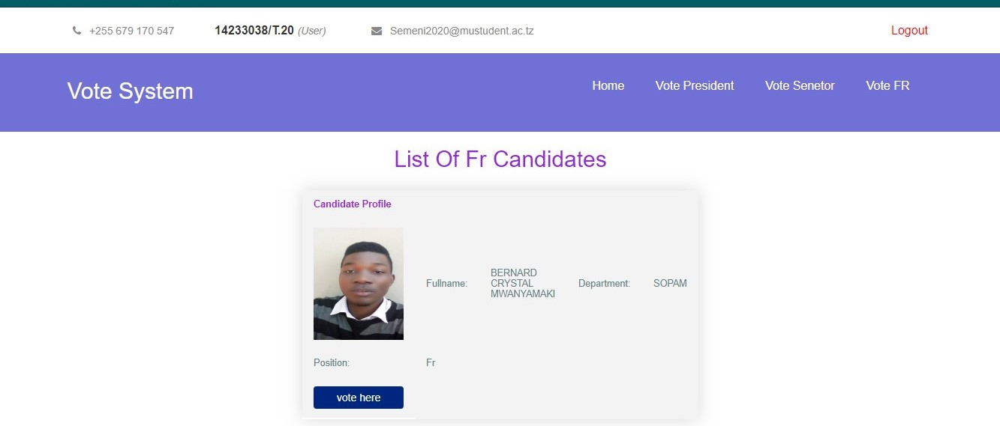 +255 679 170 547 14233038/T.20 (User) Semeni2020@mustudent.ac.tz Logout
Vote System Home Vote President Vote Senetor Vote FR
List Of Fr Candidates
Candidate Profile
Fullname: BERNARD
CRYSTAL
MWANYAMAKI Department: SOPAM
Position: Fr
vote here